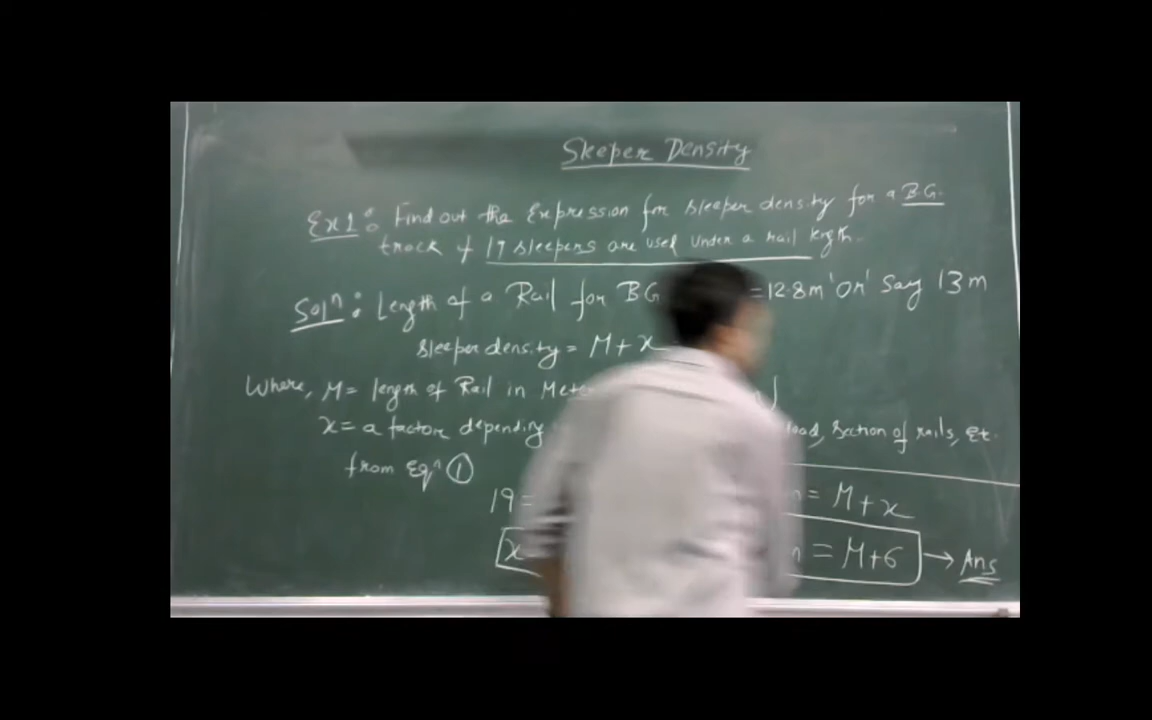 Sleeper Density
Ex 1: Find out the Expression for sleeper density for a B.G.
track if 19 sleepers are used under a rail length.
Soln: Length of a Rail for BG = 12.8m 'Or' Say 13m
Sleeper density = M+x
Where, M= length of Rail in
x= a factor depending load, Section of rails, Etc.
from Eqn ①
19= = M+x
x = M+6 → Ans